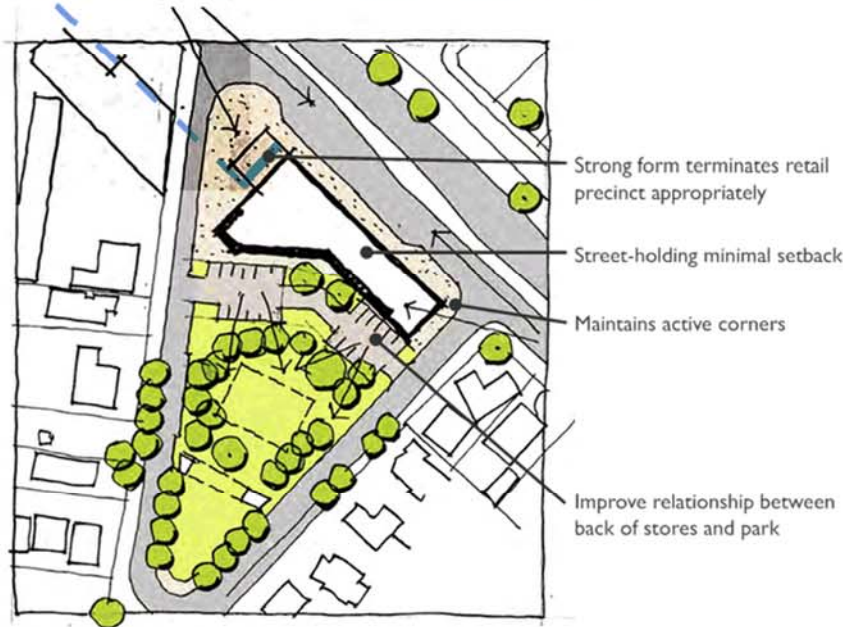 Strong form terminates retail
precinct appropriately
Street-holding minimal setback
Maintains active corners
Improve relationship between
back of stores and park